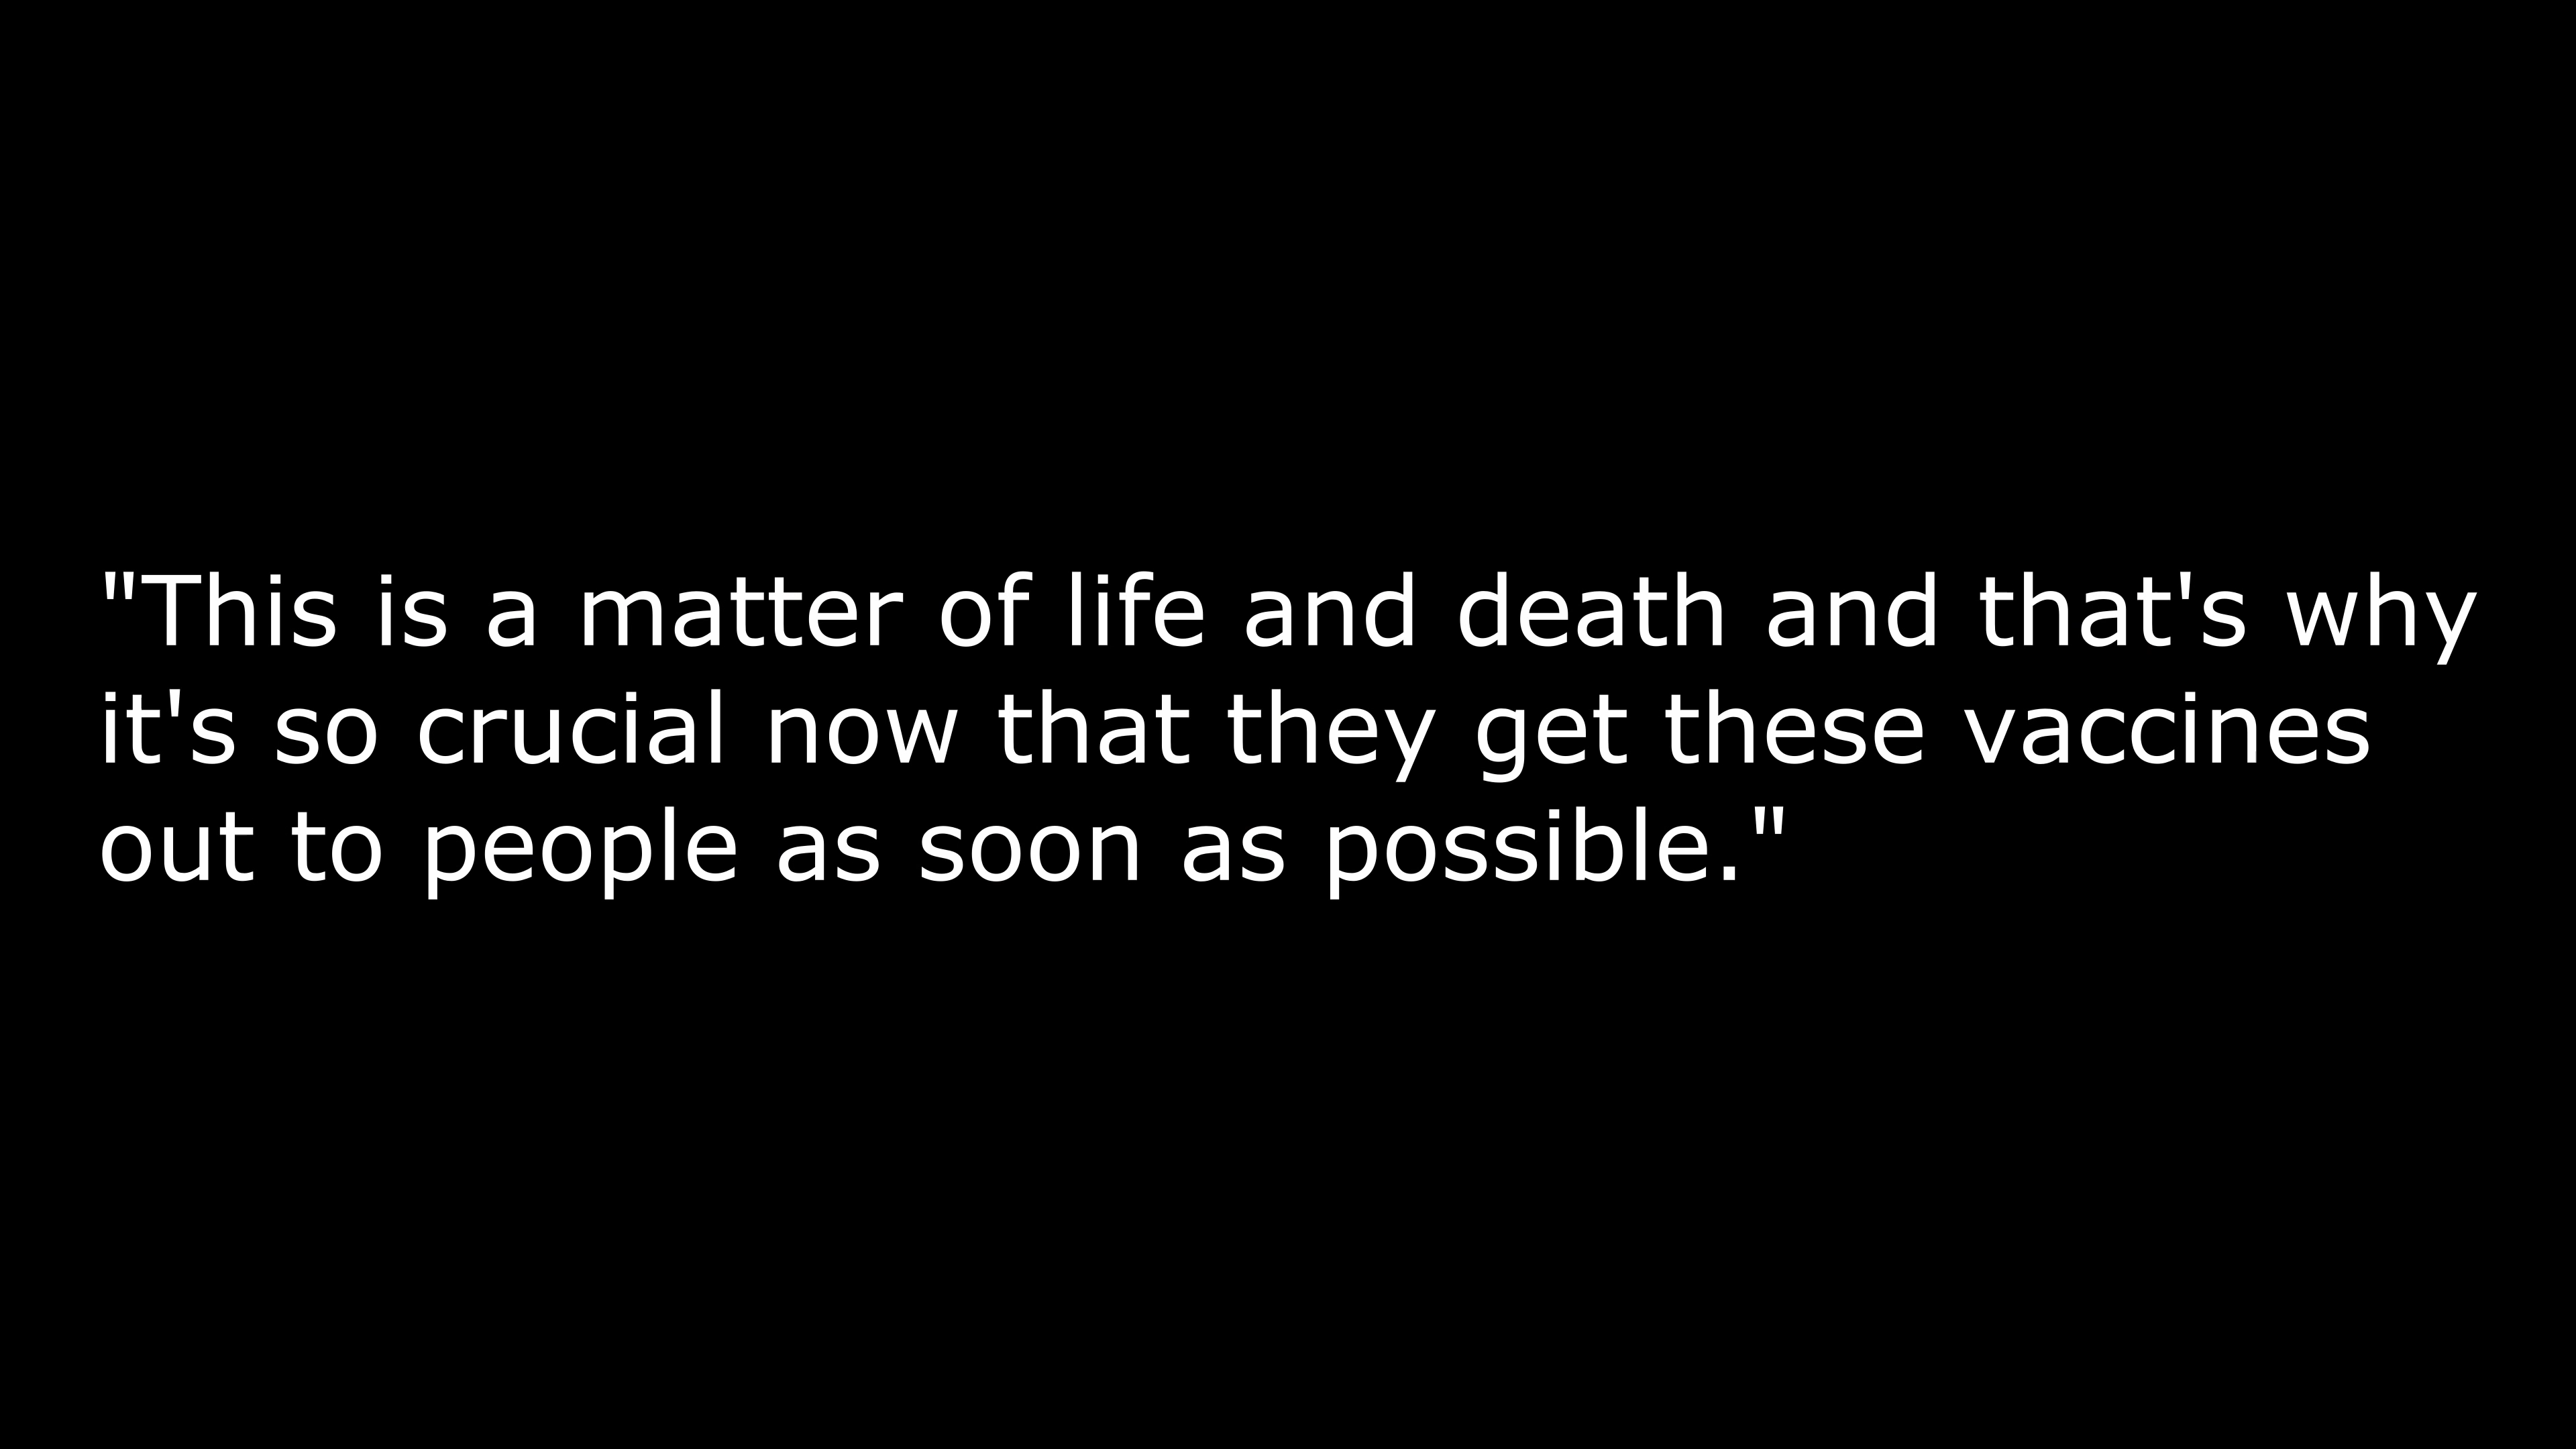 "This is a matter of life and death and that's why
it's so crucial now that they get these vaccines
out to people as soon as possible."